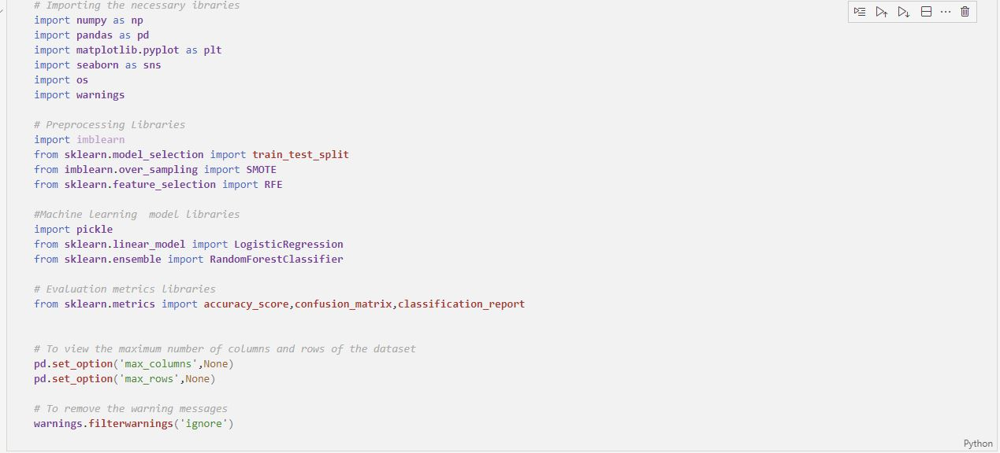 # Importing the necessary ibraries
import numpy as np
import pandas as pd
import matplotlib.pyplot as plt
import seaborn as sns
import os
import warnings
# Preprocessing Libraries
import imblearn
from sklearn.model_selection import train_test_split
from imblearn.over_sampling import SMOTE
from sklearn.feature_selection import RFE
#Machine learning  model libraries
import pickle
from sklearn.linear_model import LogisticRegression
from sklearn.ensemble import RandomForestClassifier
# Evaluation metrics libraries
from sklearn.metrics import accuracy_score,confusion_matrix,classification_report
# To view the maximum number of columns and rows of the dataset
pd.set_option('max_columns',None)
pd.set_option('max_rows',None)
# To remove the warning messages
warnings.filterwarnings('ignore')
Python